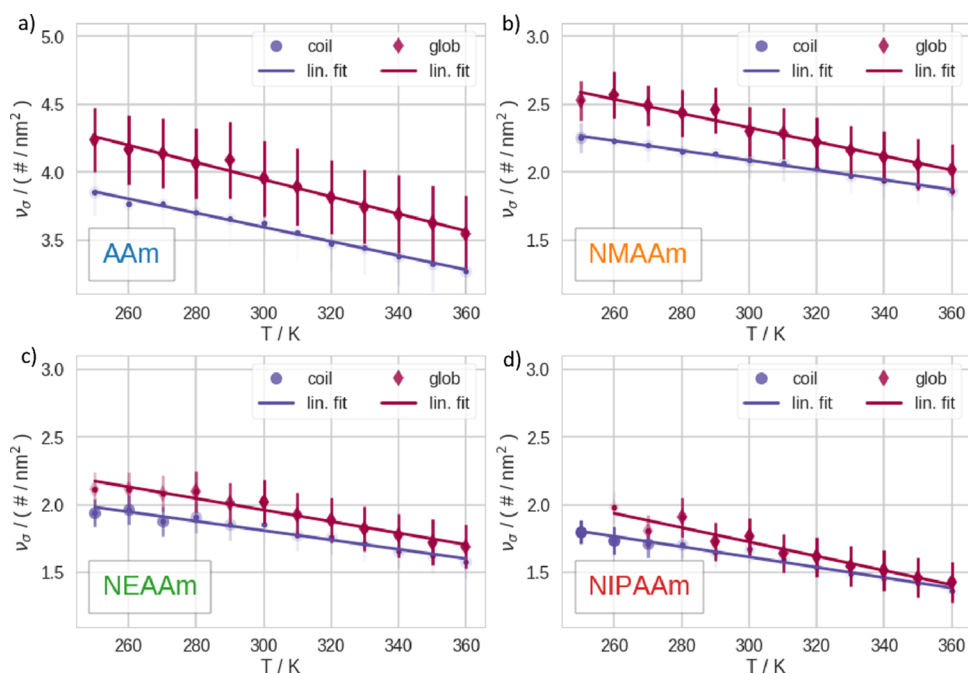 a)
coil glob
lin. fit lin. fit
5.0
4.5
4.0
3.5
νσ / ( # / nm²)
AAm
260 280 300 320 340 360
T / K
b)
coil glob
lin. fit lin. fit
3.0
2.5
2.0
1.5
νσ / ( # / nm²)
NMAAm
260 280 300 320 340 360
T / K
c)
coil glob
lin. fit lin. fit
3.0
2.5
2.0
1.5
νσ / ( # / nm²)
NEAAm
260 280 300 320 340 360
T / K
d)
coil glob
lin. fit lin. fit
3.0
2.5
2.0
1.5
νσ / ( # / nm²)
NIPAAm
260 280 300 320 340 360
T / K